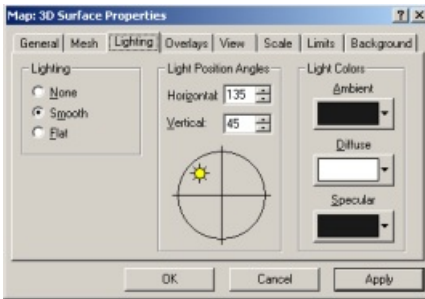 Map: 3D Surface Properties
General Mesh Lighting Overlays View Scale Limits Background
Lighting
None
Smooth
Flat
Light Position Angles
Horizontal: 135
Vertical: 45
Light Colors
Ambient
Diffuse
Specular
OK Cancel Apply